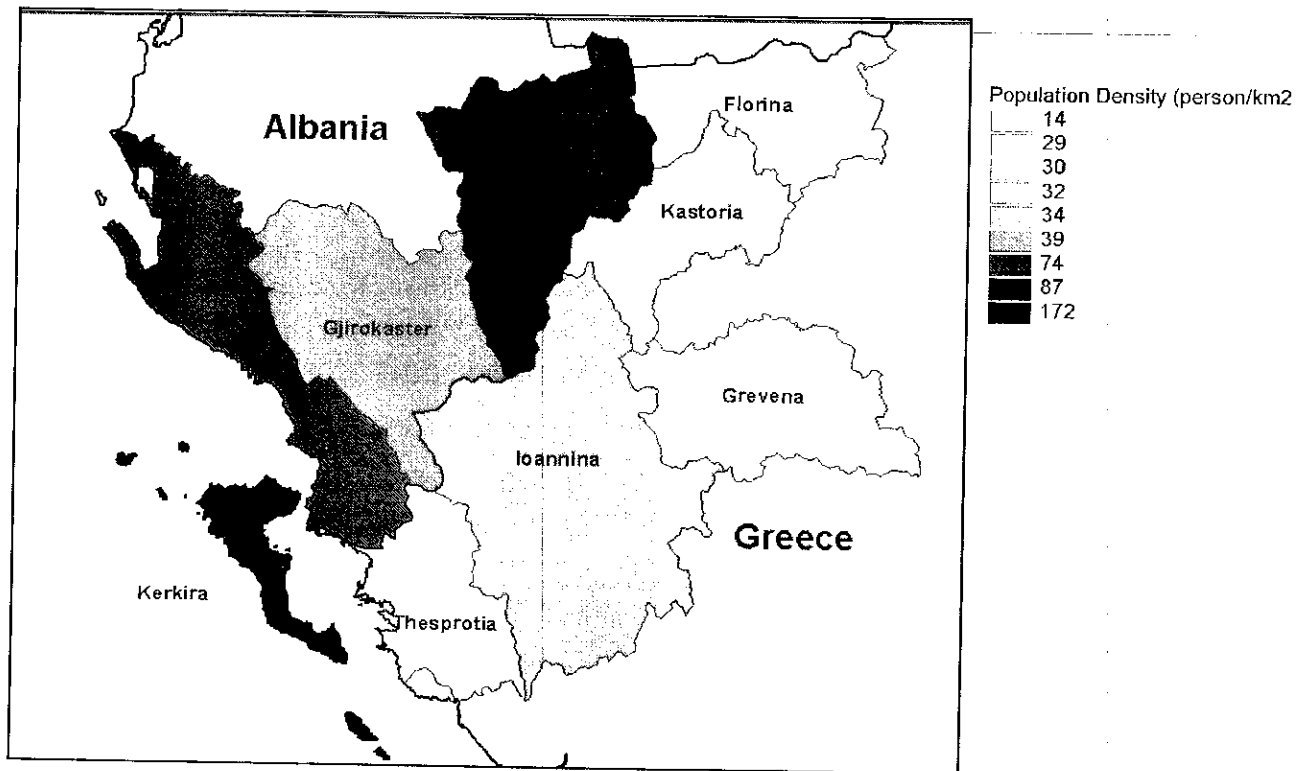 Albania
Florina
Kastoria
Gjirokaster
Grevena
Ioannina
Greece
Kerkira
Thesprotia
Population Density (person/km2
14
29
30
32
34
39
74
87
172